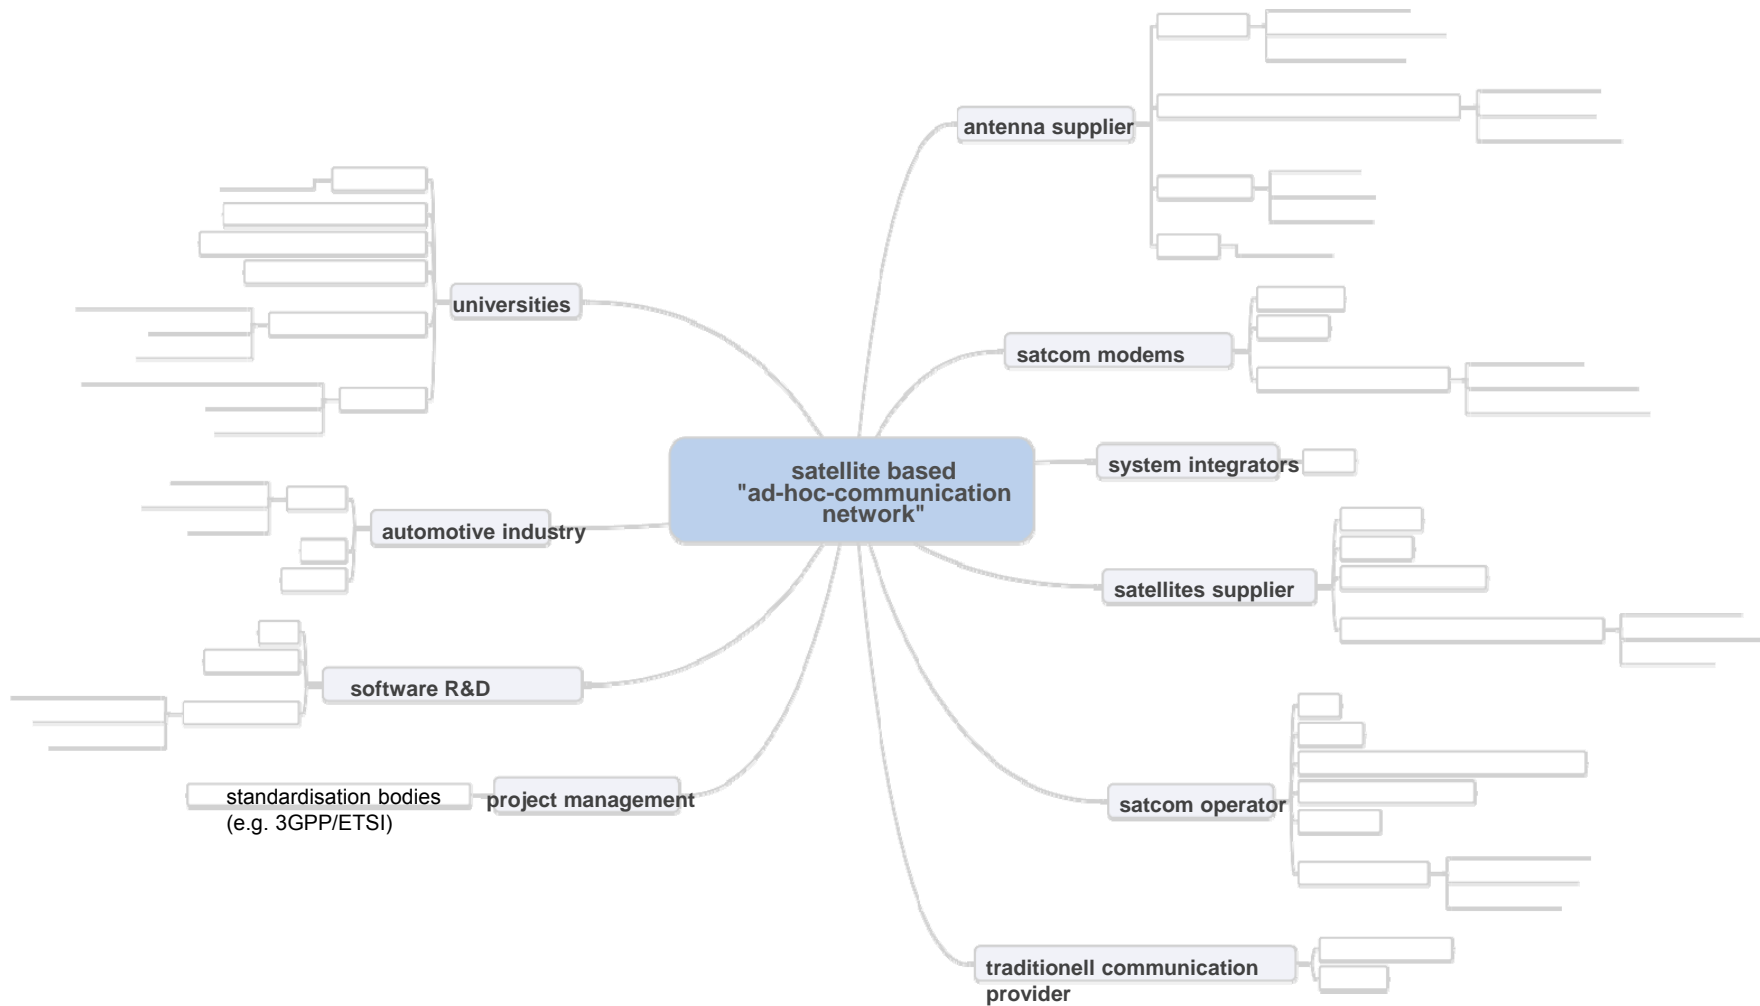 antenna supplier
universities
satcom modems
satellite based
"ad-hoc-communication
network"
system integrators
automotive industry
satellites supplier
software R&D
standardisation bodies
(e.g. 3GPP/ETSI)
project management
satcom operator
traditionell communication
provider